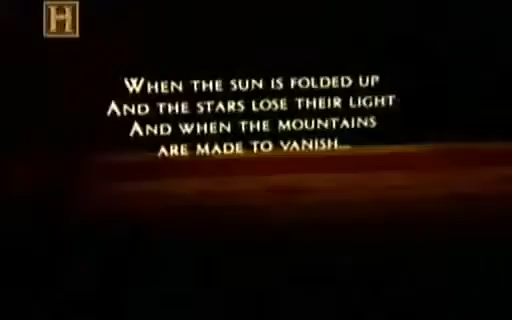 H
WHEN THE SUN IS FOLDED UP
AND THE STARS LOSE THEIR LIGHT
AND WHEN THE MOUNTAINS
ARE MADE TO VANISH...